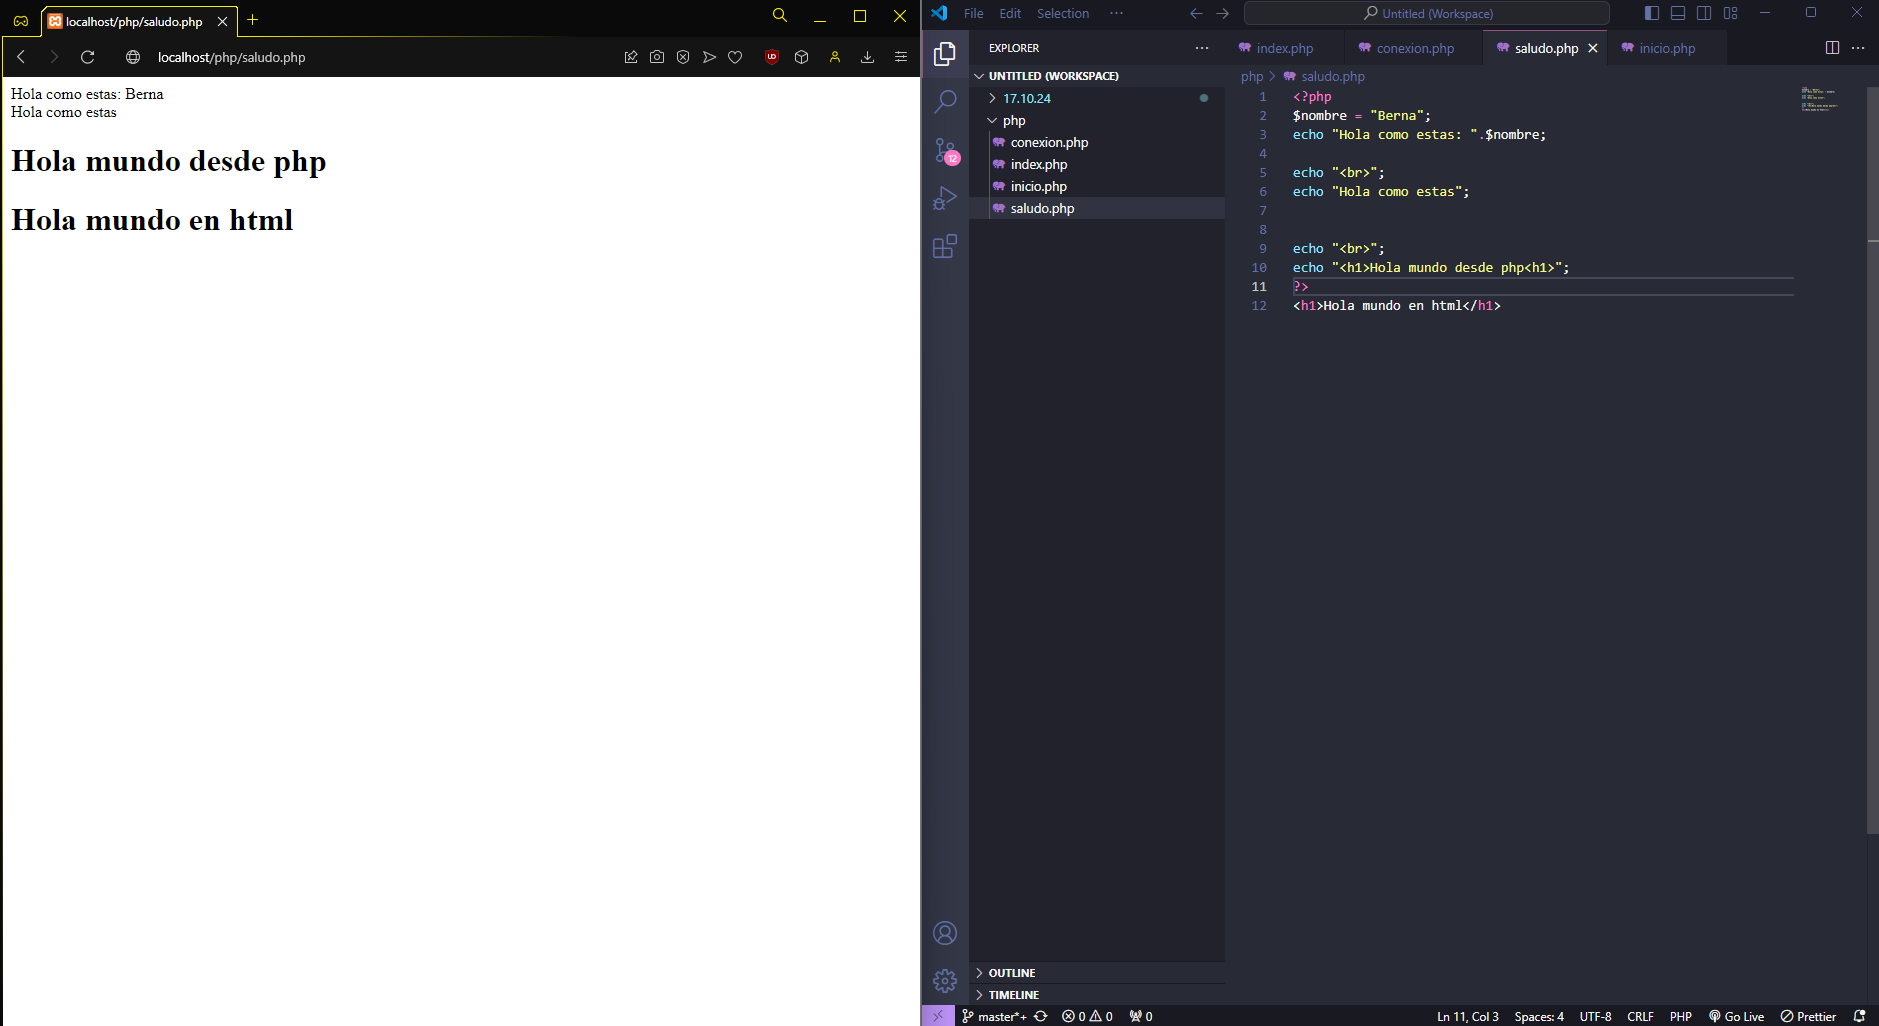 localhost/php/saludo.php
localhost/php/saludo.php
Hola como estas: Berna
Hola como estas
Hola mundo desde php
Hola mundo en html
File Edit Selection ···
Untitled (Workspace)
EXPLORER
index.php
conexion.php
saludo.php
inicio.php
UNTITLED (WORKSPACE)
17.10.24
php
conexion.php
index.php
inicio.php
saludo.php
12
php > saludo.php
1 <?php
2 $nombre = "Berna";
3 echo "Hola como estas: ".$nombre;
4
5 echo "<br>";
6 echo "Hola como estas";
7
8
9 echo "<br>";
10 echo "<h1>Hola mundo desde php<h1>";
11 ?>
12 <h1>Hola mundo en html</h1>
OUTLINE
TIMELINE
master*+ 0 0 0 Ln 11, Col 3 Spaces: 4 UTF-8 CRLF PHP Go Live Prettier